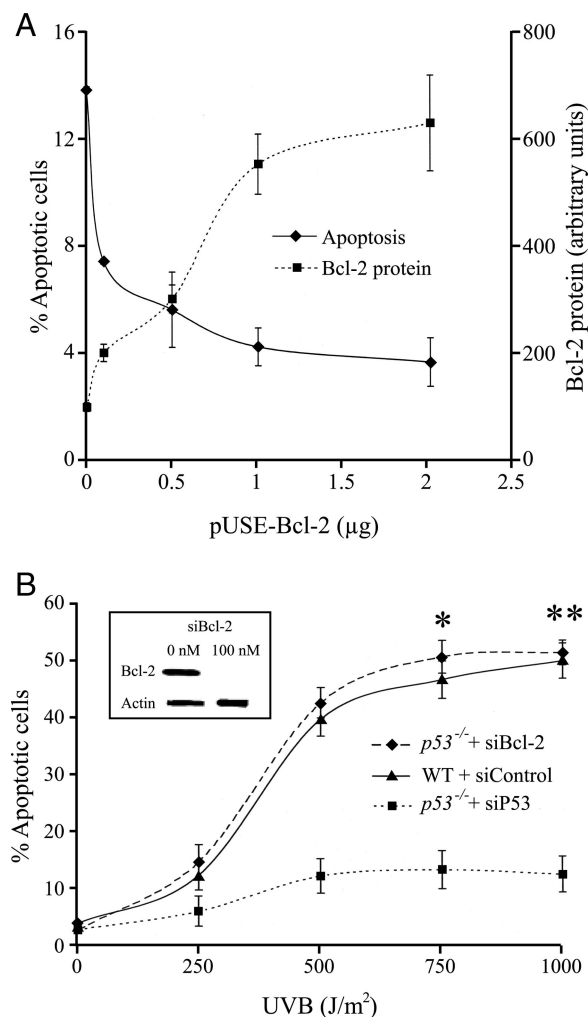 A
16
12
8
4
0
% Apoptotic cells
800
600
400
200
0
Bcl-2 protein (arbitrary units)
Apoptosis
Bcl-2 protein
0 0.5 1 1.5 2 2.5
pUSE-Bcl-2 (µg)
B
60
50
40
30
20
10
0
% Apoptotic cells
siBcl-2
0 nM 100 nM
Bcl-2
Actin
* **
p53-/- + siBcl-2
WT + siControl
p53-/- + siP53
0 250 500 750 1000
UVB (J/m²)